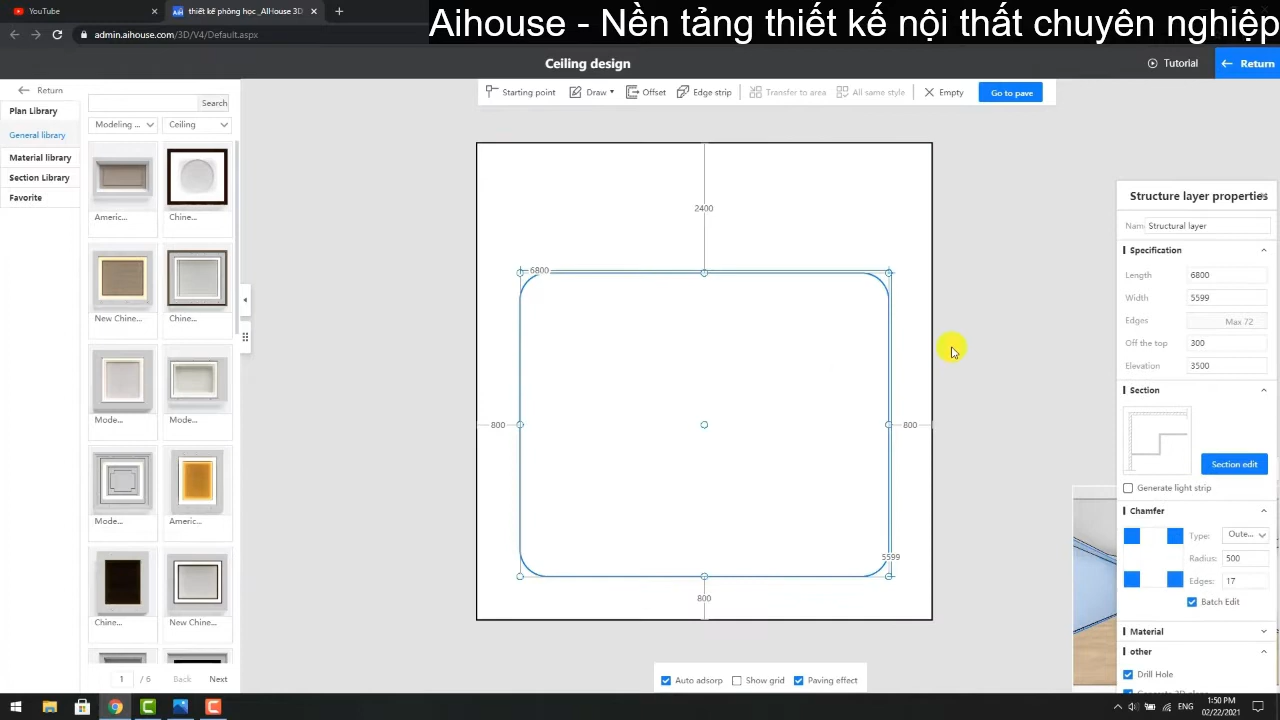 YouTube
thiết kế phòng học _AIHouse 3D
Aihouse - Nền tảng thiết kế nội thất chuyên nghiệp
admin.aihouse.com/3D/V4/Default.aspx
Ceiling design
Tutorial
Return
Return
Starting point
Draw
Offset
Edge strip
Transfer to area
All same style
Empty
Go to pave
Plan Library
General library
Material library
Section Library
Favorite
Search
Modeling ...
Ceiling
Americ...
Chine...
New Chine...
Chine...
Mode...
Mode...
Mode...
Americ...
Chine...
New Chine...
1 / 6 Back Next
2400
6800
800
800
5599
800
Structure layer properties
Nam Structural layer
Specification
Length 6800
Width 5599
Edges Max 72
Off the top 300
Elevation 3500
Section
Section edit
Generate light strip
Chamfer
Type: Oute...
Radius: 500
Edges: 17
Batch Edit
Material
other
Drill Hole
Auto adsorp
Show grid
Paving effect
ENG
1:50 PM
02/22/2021